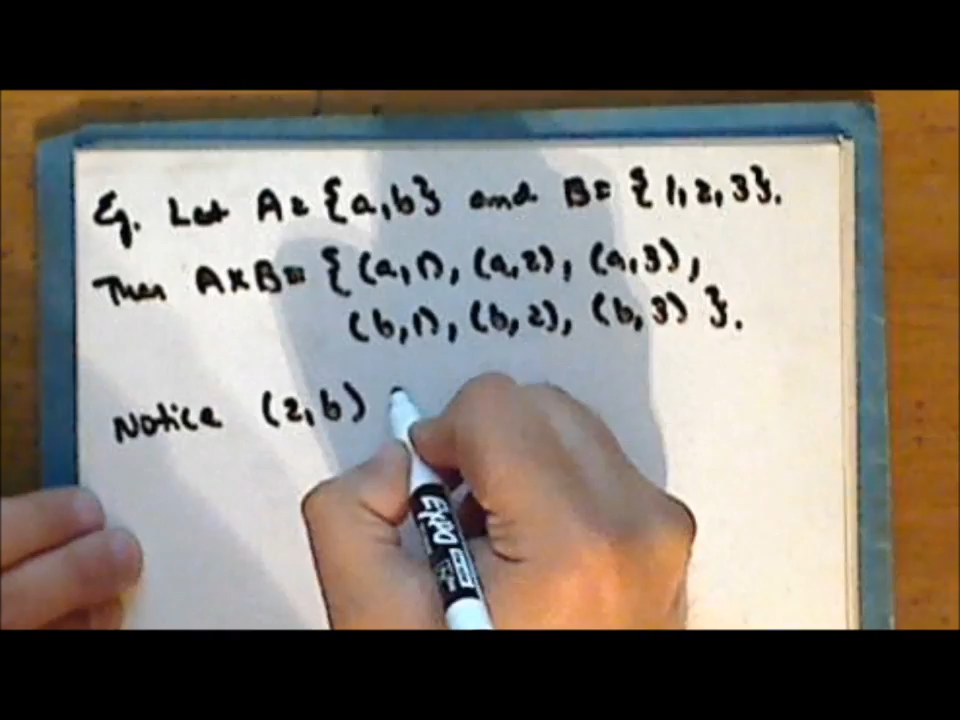 Eg. Let A = {a,b} and B = {1,2,3}.
Then A×B = {(a,1), (a,2), (a,3),
(b,1), (b,2), (b,3)}.
Notice (2,b)
EXPO